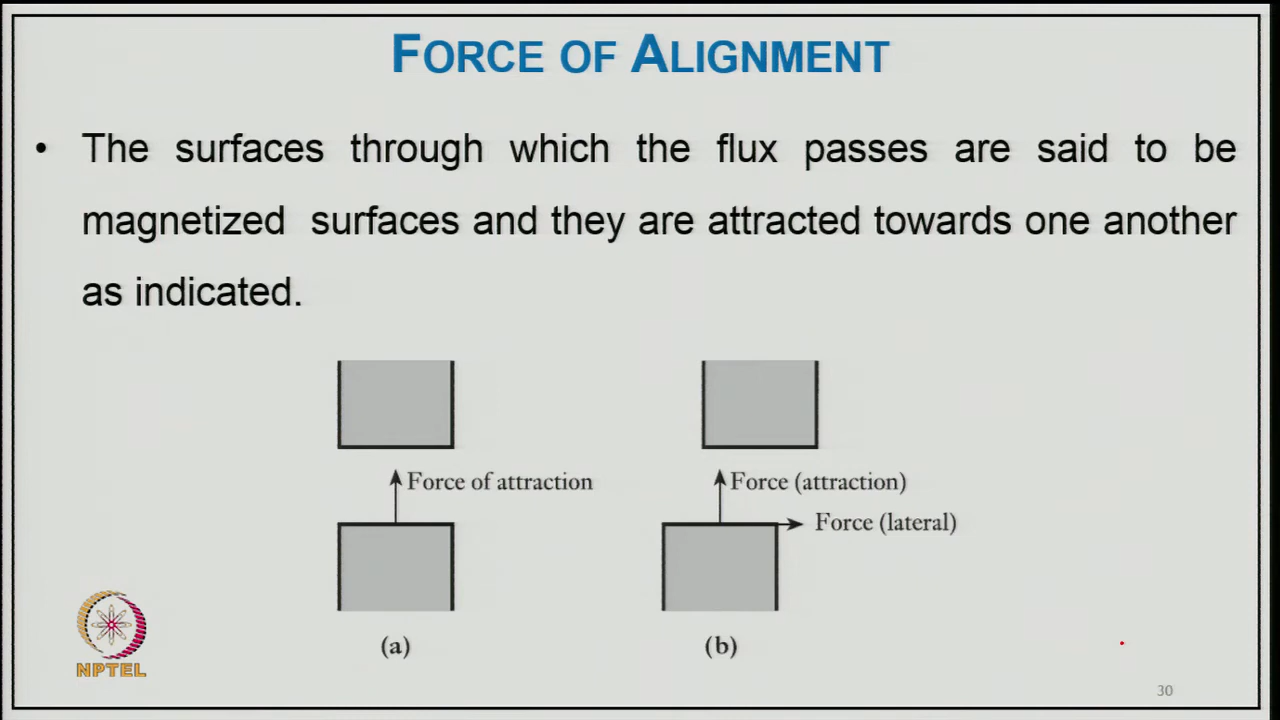 FORCE OF ALIGNMENT
• The surfaces through which the flux passes are said to be
magnetized surfaces and they are attracted towards one another
as indicated.
Force of attraction
Force (attraction)
Force (lateral)
(a)
(b)
NPTEL
30